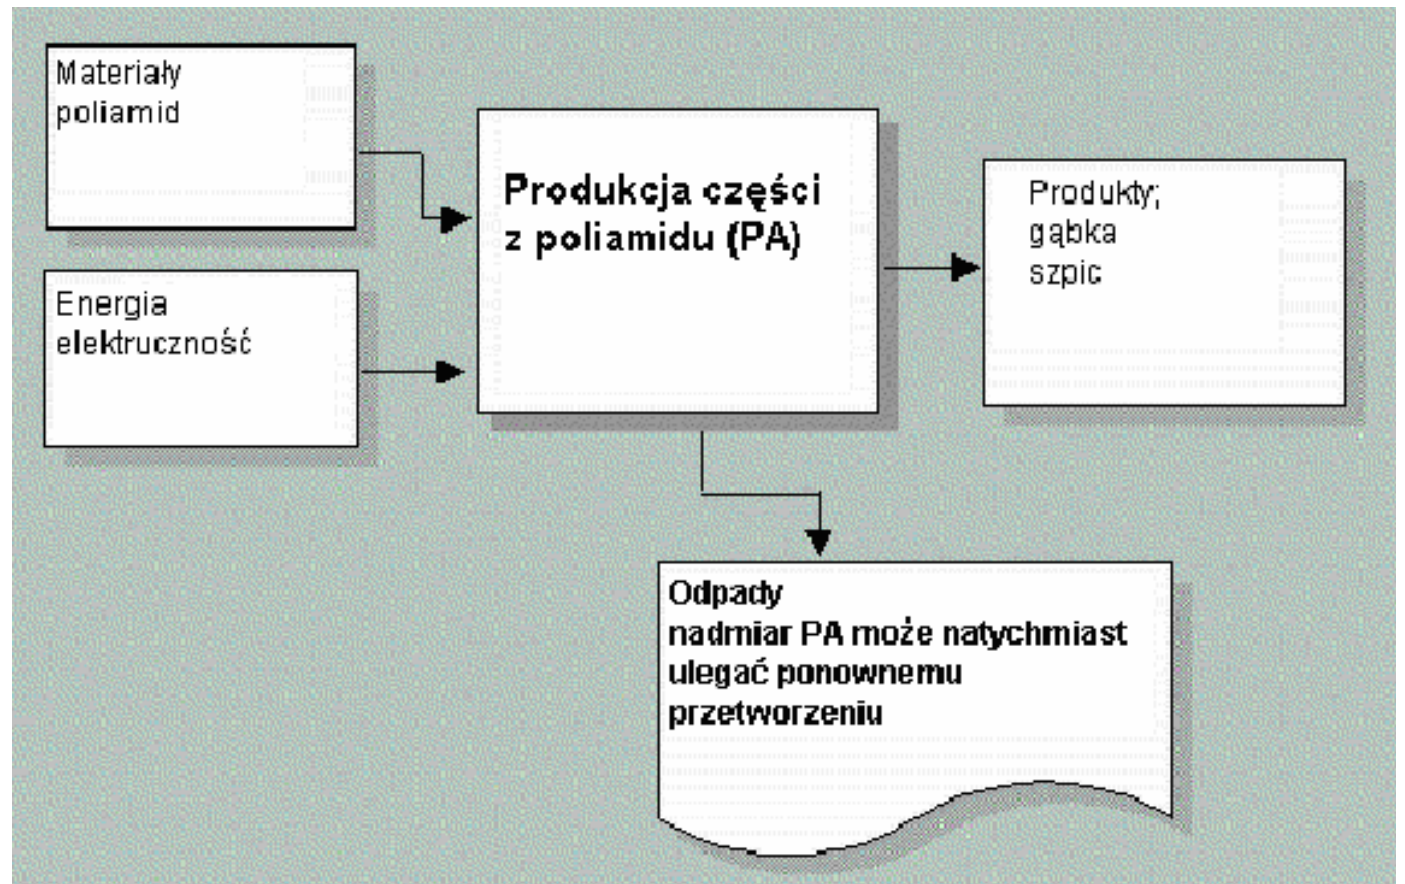 Materiały
poliamid
Energia
elektruczność
Produkcja części
z poliamidu (PA)
Produkty;
gąbka
szpic
Odpady
nadmiar PA może natychmiast
ulegać ponownemu
przetworzeniu